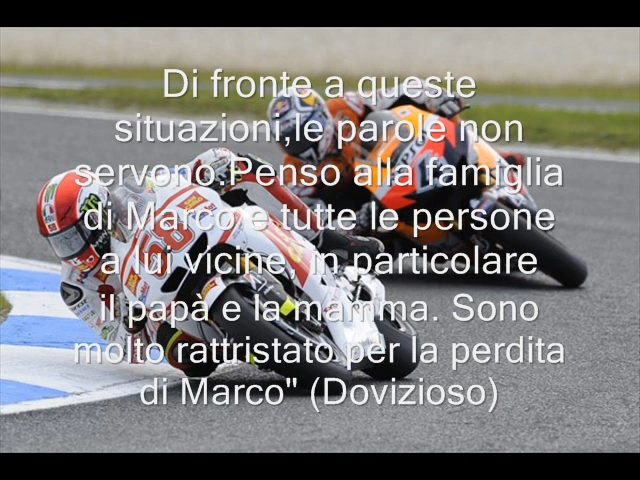 Di fronte a queste
situazioni,le parole non
servono.Penso alla famiglia
di Marco e tutte le persone
a lui vicine, in particolare
il papà e la mamma. Sono
molto rattristato per la perdita
di Marco" (Dovizioso)
58